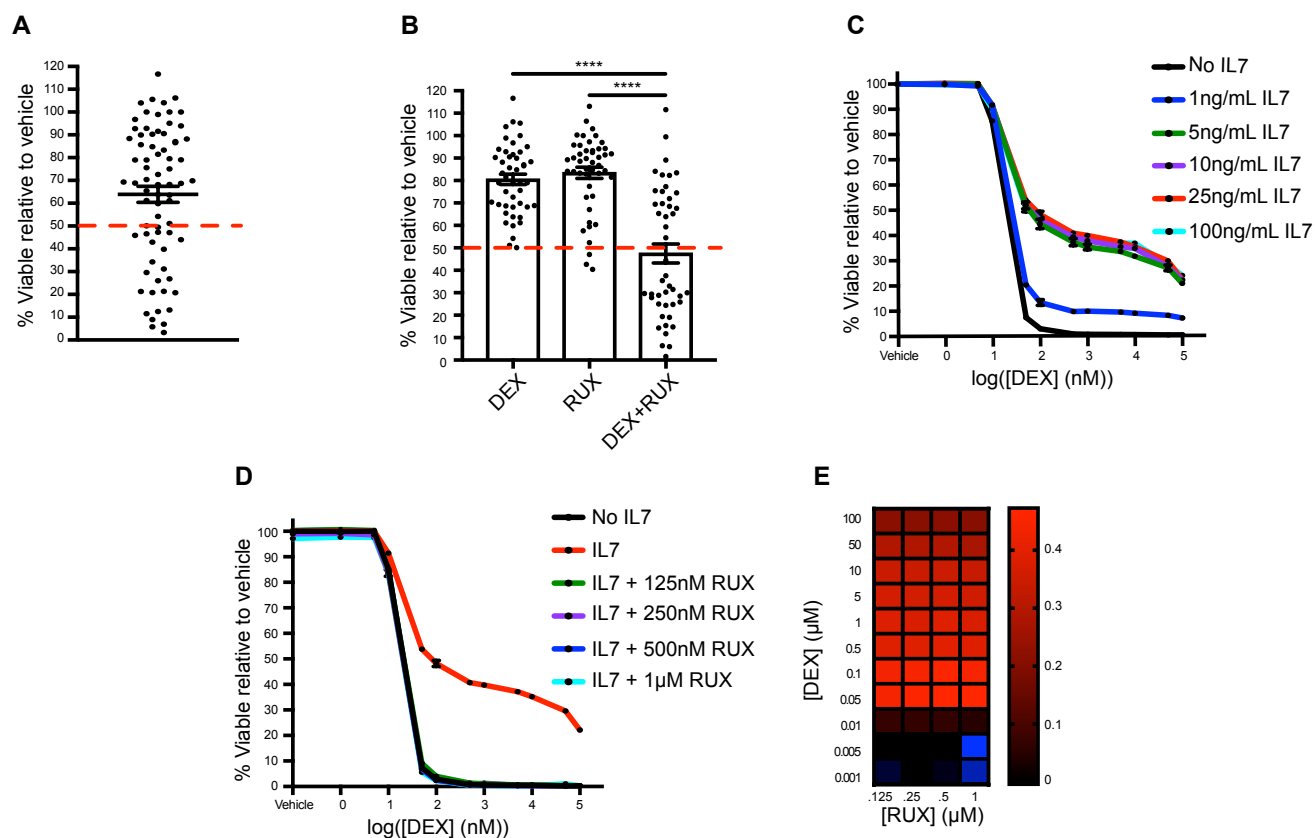 A
% Viable relative to vehicle
120
110
100
90
80
70
60
50
40
30
20
10
0
B
% Viable relative to vehicle
120
110
100
90
80
70
60
50
40
30
20
10
0
****
****
DEX
RUX
DEX+RUX
C
% Viable relative to vehicle
100
90
80
70
60
50
40
30
20
10
0
Vehicle 0 1 2 3 4 5
log([DEX] (nM))
No IL7
1ng/mL IL7
5ng/mL IL7
10ng/mL IL7
25ng/mL IL7
100ng/mL IL7
D
% Viable relative to vehicle
100
90
80
70
60
50
40
30
20
10
0
Vehicle 0 1 2 3 4 5
log([DEX] (nM))
No IL7
IL7
IL7 + 125nM RUX
IL7 + 250nM RUX
IL7 + 500nM RUX
IL7 + 1µM RUX
E
[DEX] (µM)
100
50
10
5
1
0.5
0.1
0.05
0.01
0.005
0.001
.125 .25 .5 1
[RUX] (µM)
0.4
0.3
0.2
0.1
0